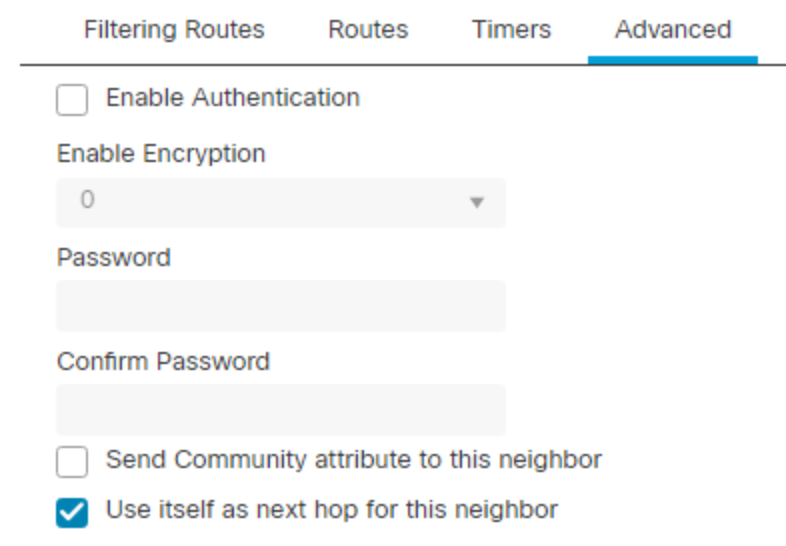 Filtering Routes Routes Timers Advanced
Enable Authentication
Enable Encryption
0
Password
Confirm Password
Send Community attribute to this neighbor
Use itself as next hop for this neighbor